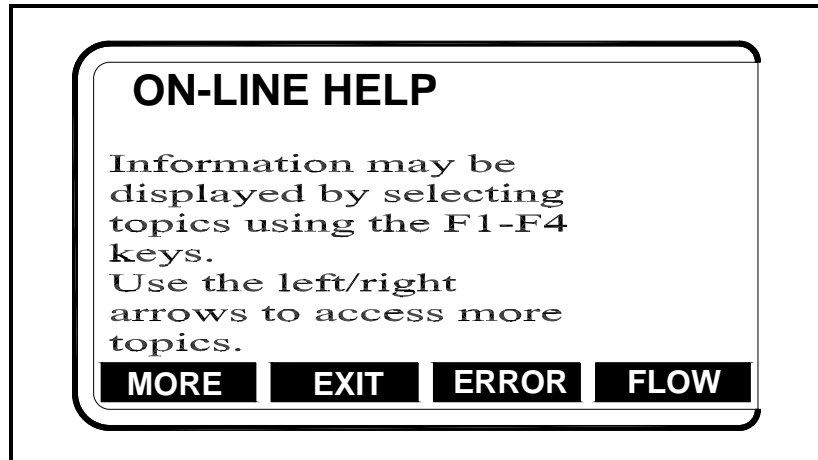 ON-LINE HELP
Information may be
displayed by selecting
topics using the F1-F4
keys.
Use the left/right
arrows to access more
topics.
MORE EXIT ERROR FLOW